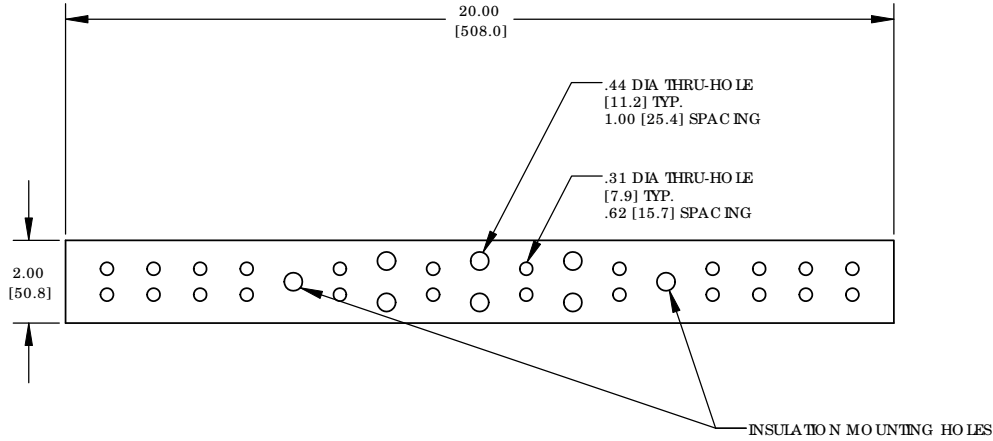 20.00
[508.0]
.44 DIA THRU-HOLE
[11.2] TYP.
1.00 [25.4] SPACING
.31 DIA THRU-HOLE
[7.9] TYP.
.62 [15.7] SPACING
2.00
[50.8]
INSULATION MOUNTING HOLES